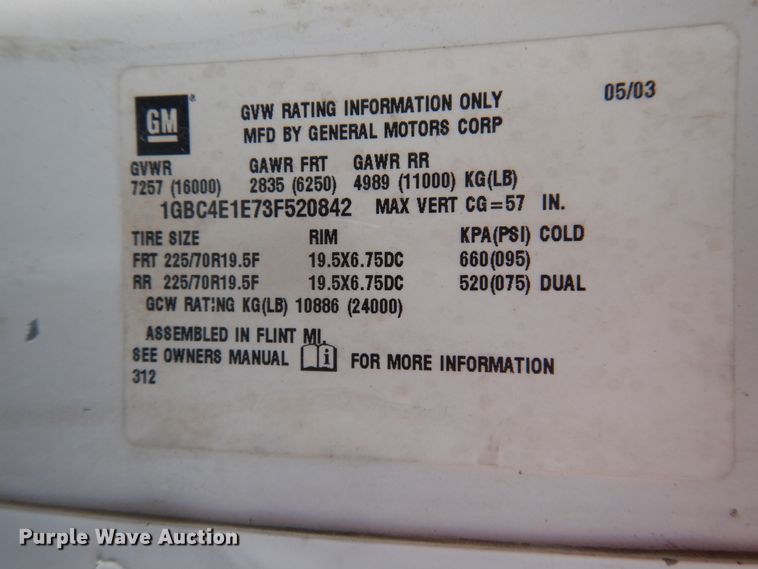 GM®
GVW RATING INFORMATION ONLY 05/03
MFD BY GENERAL MOTORS CORP
GVWR GAWR FRT GAWR RR
7257 (16000) 2835 (6250) 4989 (11000) KG(LB)
1GBC4E1E73F520842 MAX VERT CG=57 IN.
TIRE SIZE RIM KPA(PSI) COLD
FRT 225/70R19.5F 19.5X6.75DC 660(095)
RR 225/70R19.5F 19.5X6.75DC 520(075) DUAL
GCW RATING KG(LB) 10886 (24000)
ASSEMBLED IN FLINT MI.
SEE OWNERS MANUAL i FOR MORE INFORMATION
312
Purple Wave Auction